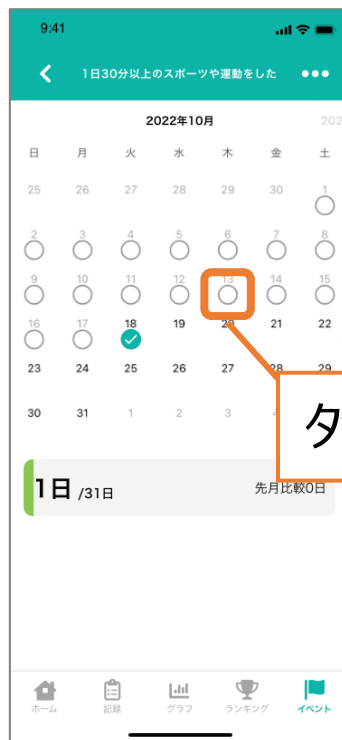 9:41
1日30分以上のスポーツや運動をした
2022年10月
202
日 月 火 水 木 金 土
25 26 27 28 29 30 1
2 3 4 5 6 7 8
9 10 11 12 13 14 15
16 17 18 19 20 21 22
23 24 25 26 27 28 29
30 31 1 2 3 4
タ
1日 /31日
先月比較0日
ホーム 記録 グラフ ランキング イベント